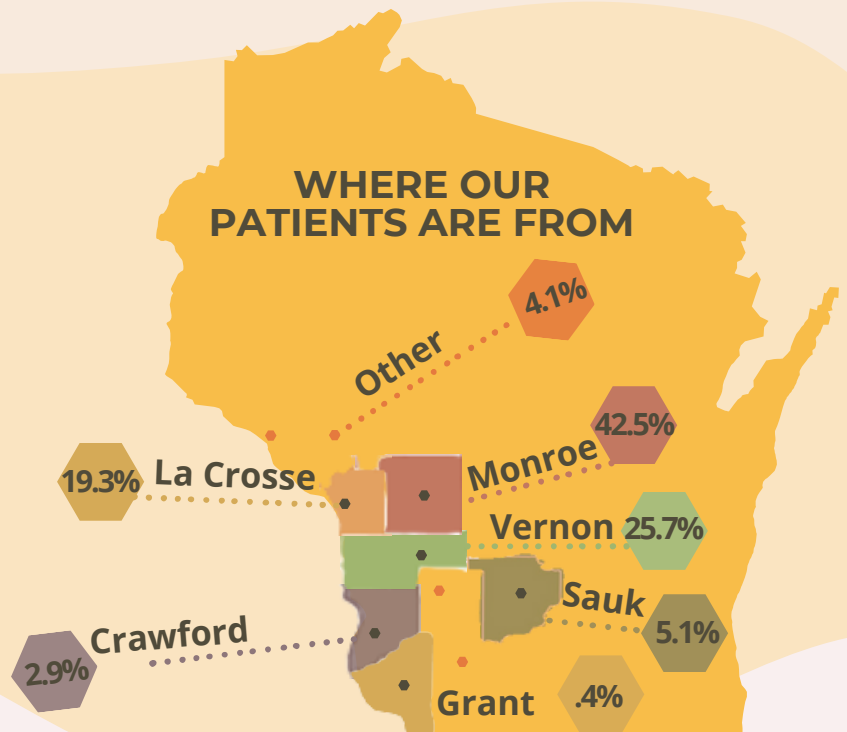 WHERE OUR
PATIENTS ARE FROM
4.1%
Other
42.5%
Monroe
19.3%
La Crosse
Vernon
25.7%
Sauk
5.1%
Crawford
2.9%
Grant
.4%